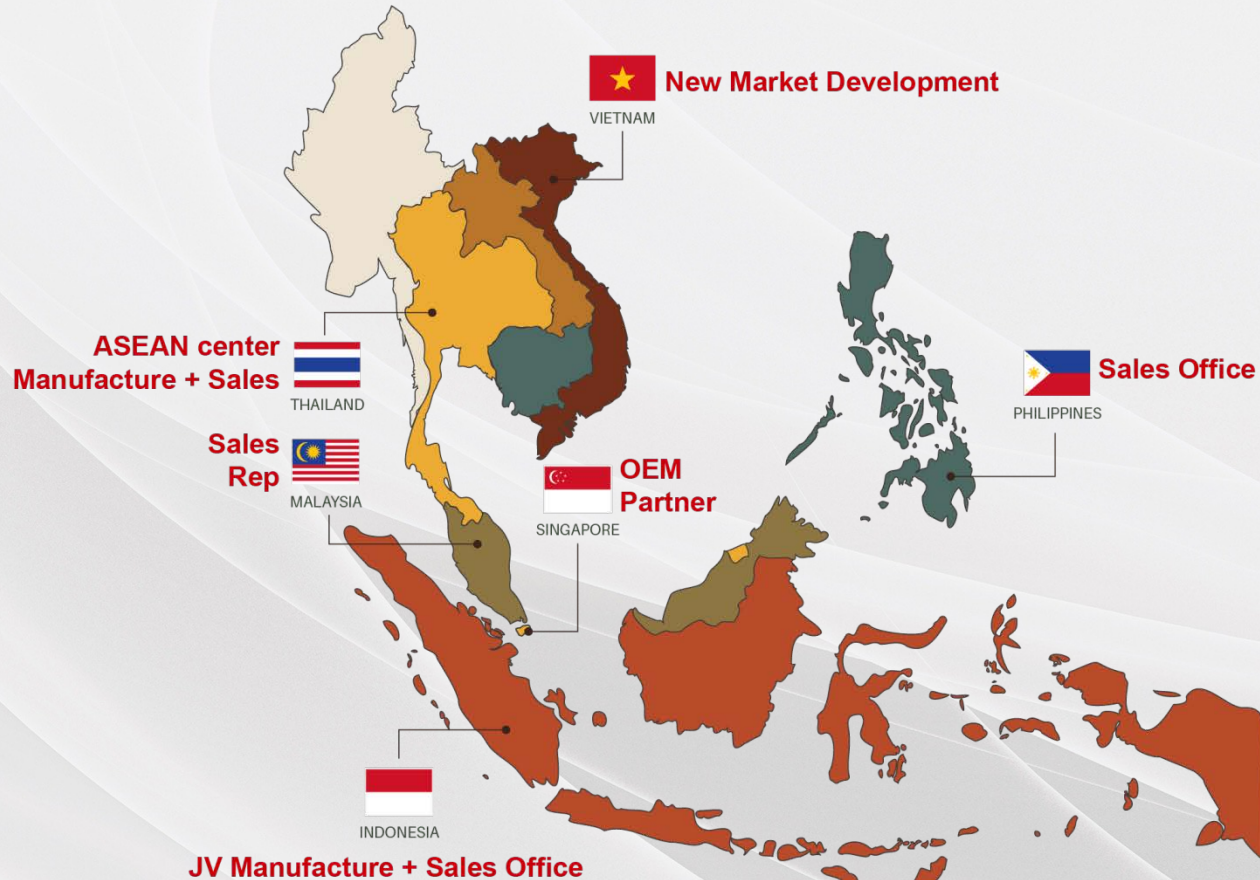 New Market Development
VIETNAM
ASEAN center
Manufacture + Sales
THAILAND
Sales Office
PHILIPPINES
Sales
Rep
MALAYSIA
OEM
Partner
SINGAPORE
INDONESIA
JV Manufacture + Sales Office